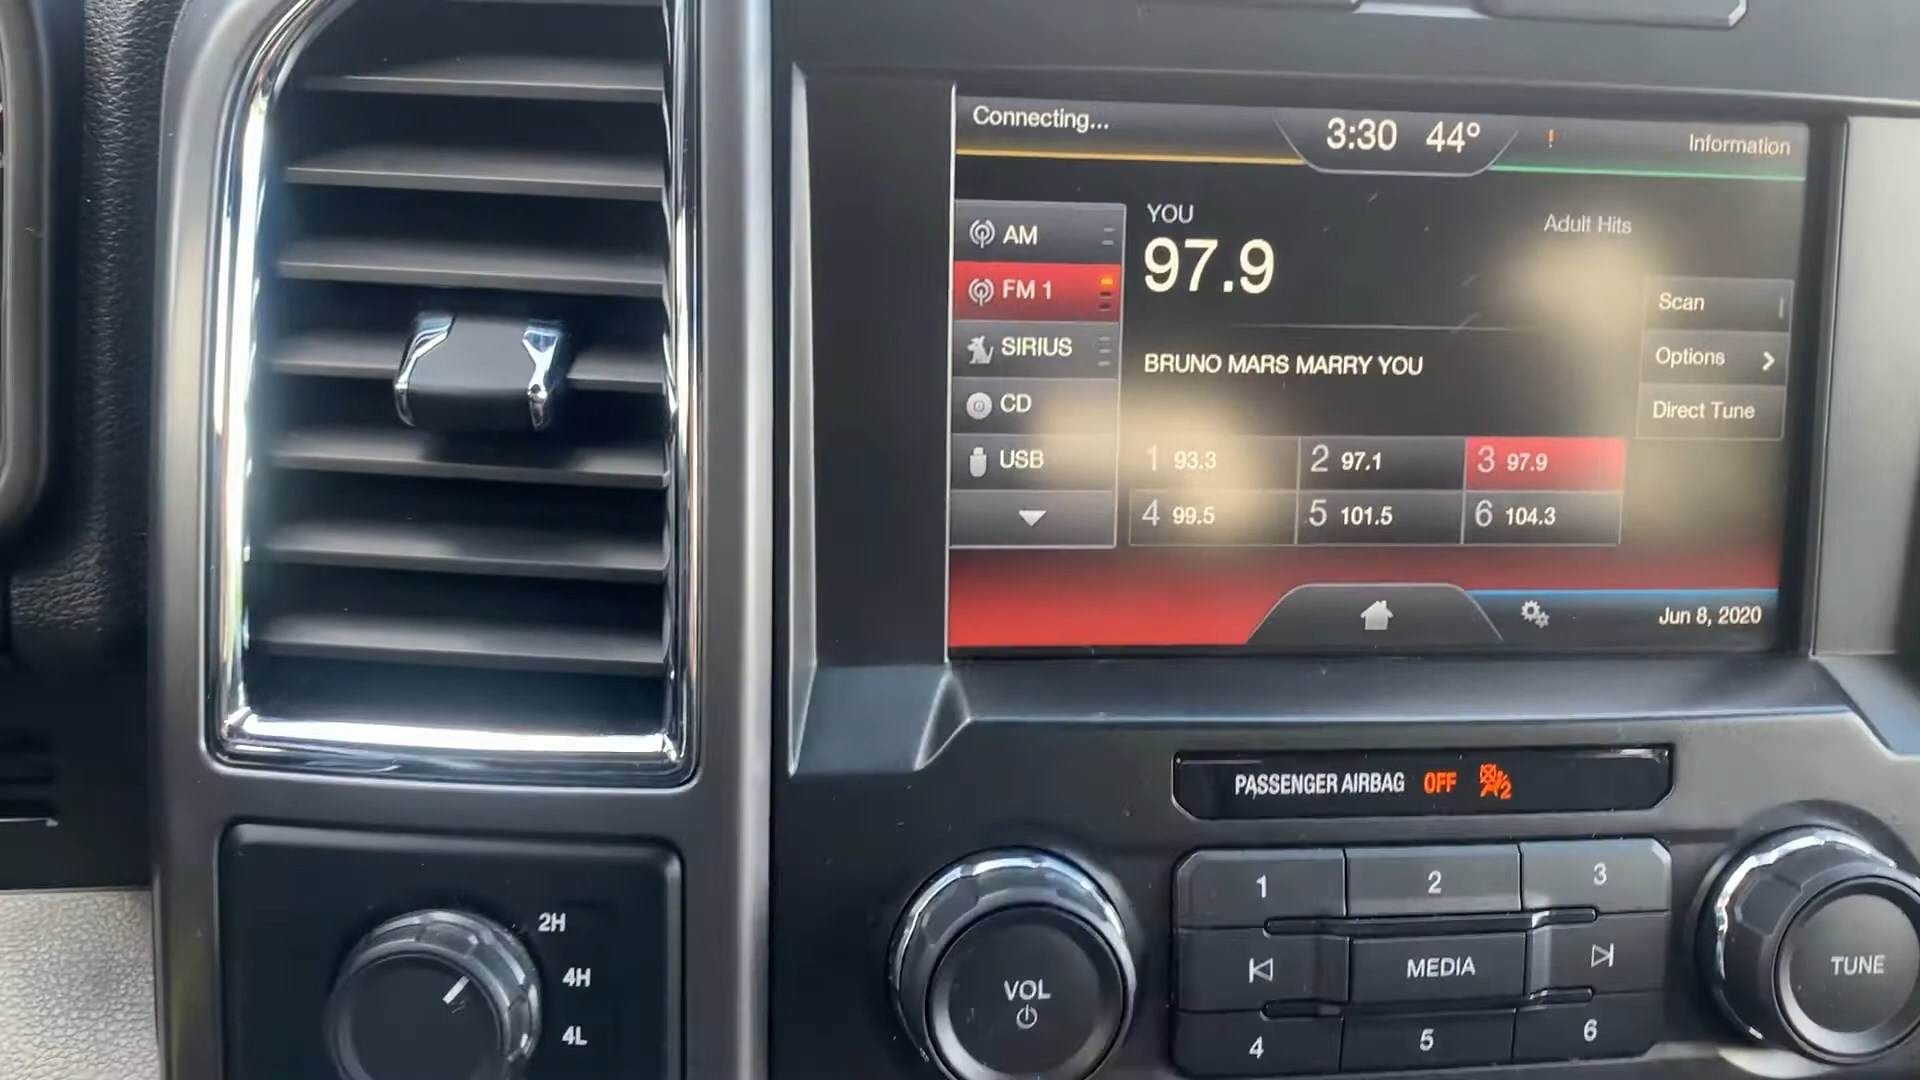 Connecting...
3:30 44°
!
Information
AM
FM 1
SIRIUS
CD
USB
YOU
97.9
Adult Hits
BRUNO MARS MARRY YOU
Scan
Options
Direct Tune
1 93.3 2 97.1 3 97.9
4 99.5 5 101.5 6 104.3
Jun 8, 2020
PASSENGER AIRBAG OFF 2
2H
4H
4L
VOL
1 2 3
MEDIA
4 5 6
TUNE